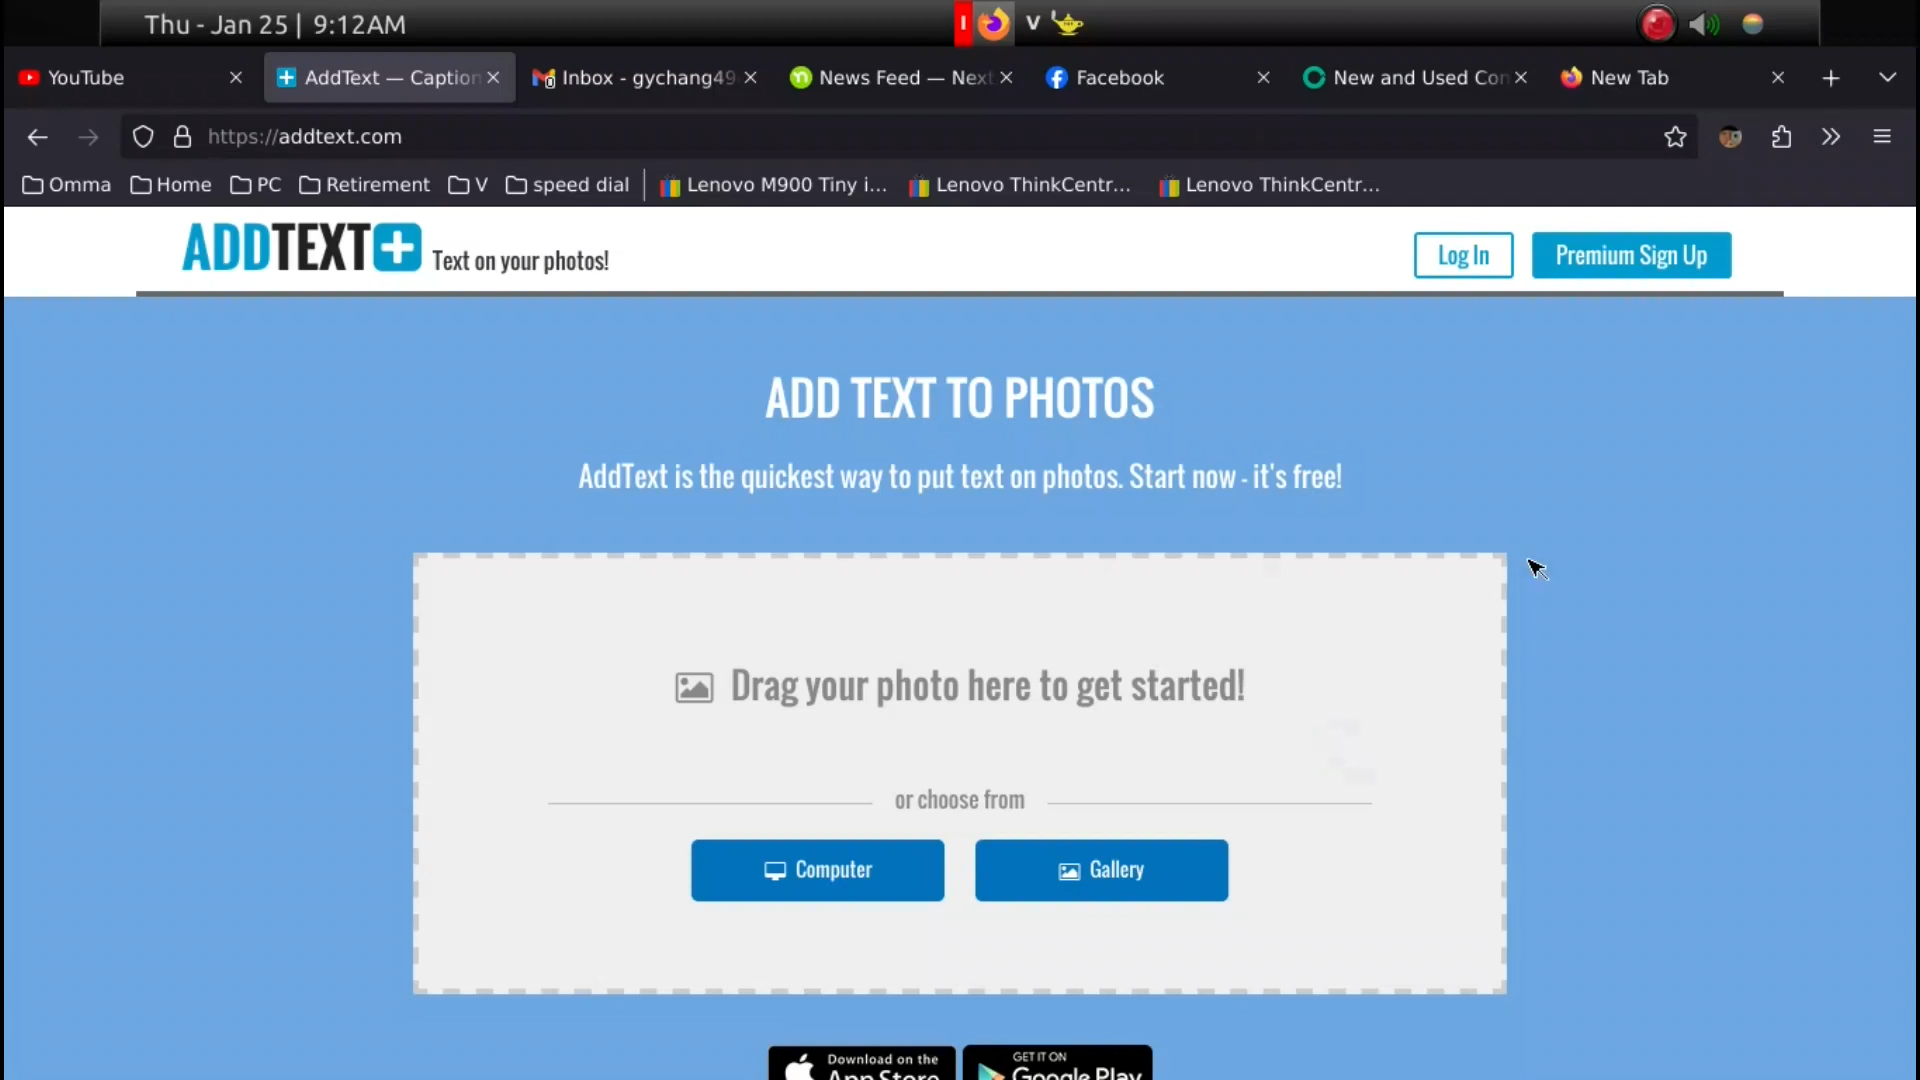 Thu - Jan 25 | 9:12AM
I
V
YouTube
AddText — Caption
Inbox - gychang49
News Feed — Next
Facebook
New and Used Con
New Tab
https://addtext.com
Omma
Home
PC
Retirement
V
speed dial
Lenovo M900 Tiny i...
Lenovo ThinkCentr...
Lenovo ThinkCentr...
ADDTEXT
Text on your photos!
Log In
Premium Sign Up
ADD TEXT TO PHOTOS
AddText is the quickest way to put text on photos. Start now - it's free!
Drag your photo here to get started!
or choose from
Computer
Gallery
Download on the
App Store
GET IT ON
Google Play